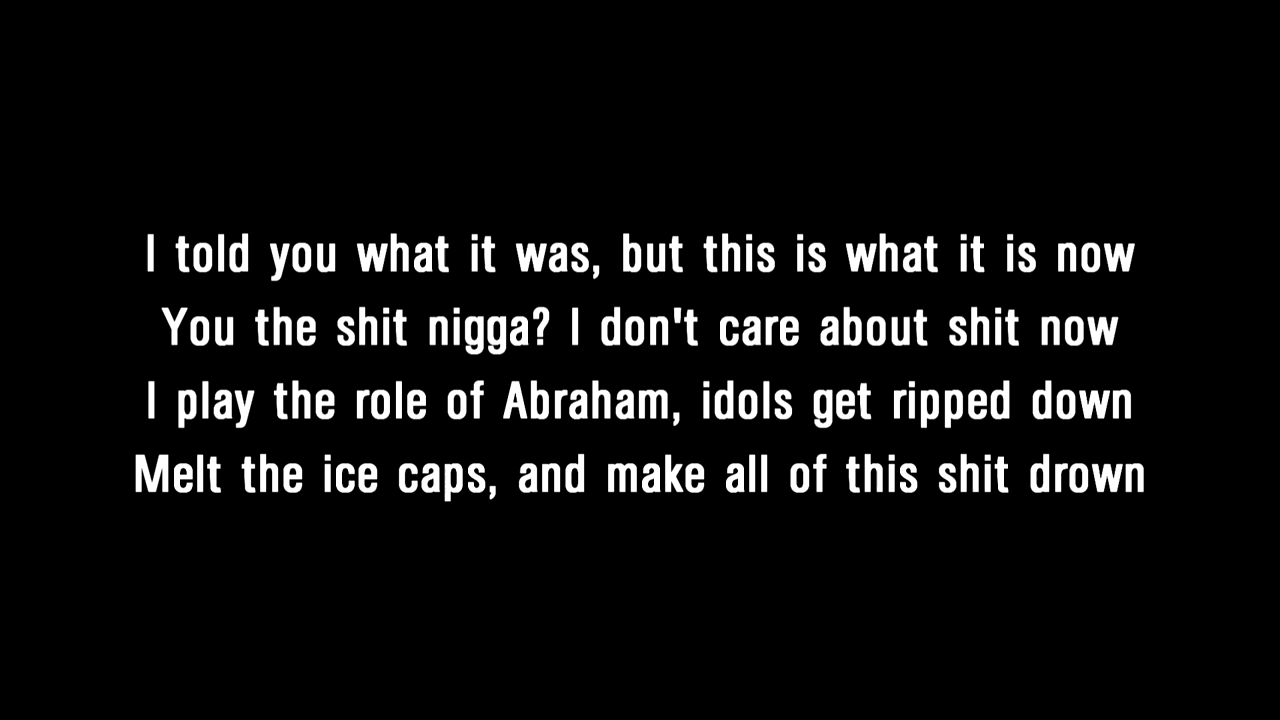 I told you what it was, but this is what it is now
You the shit nigga? I don't care about shit now
I play the role of Abraham, idols get ripped down
Melt the ice caps, and make all of this shit drown